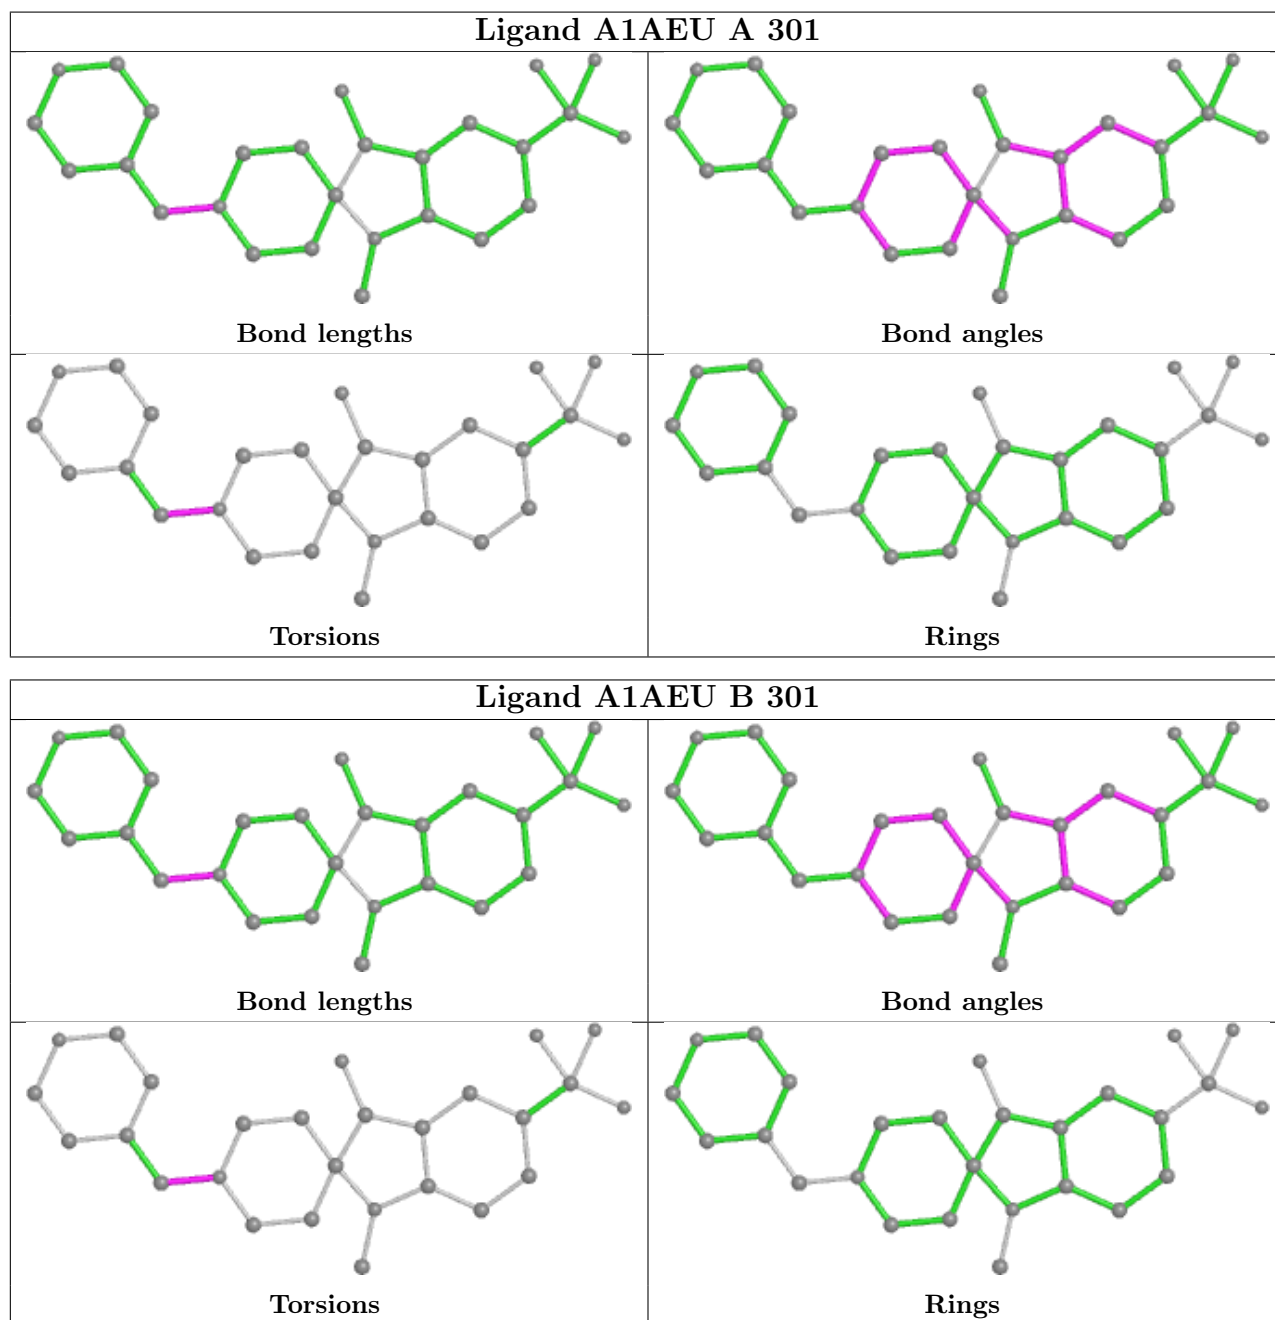 Ligand A1AEU A 301
Bond lengths
Bond angles
Torsions
Rings
Ligand A1AEU B 301
Bond lengths
Bond angles
Torsions
Rings